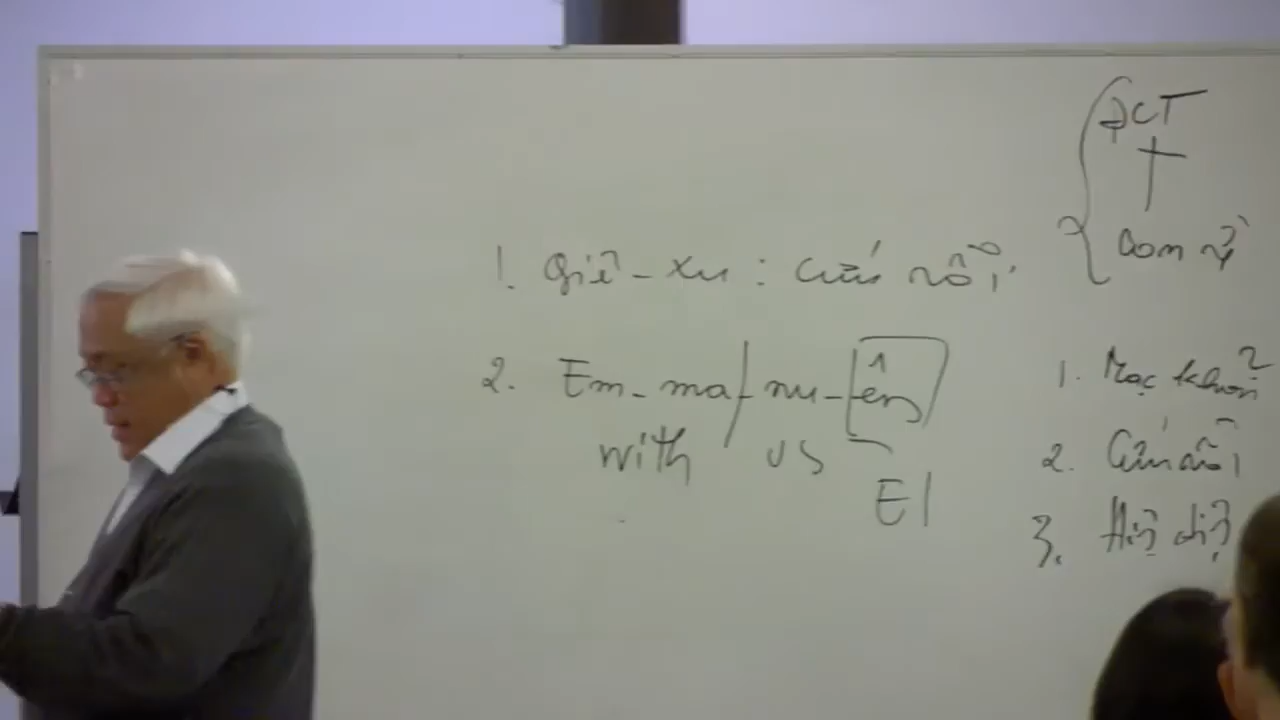 1. Giê-xu: Cứu rỗi
2. Em-ma/nu-ên
with us
El
ĐCT
Con
1. Mạc khải
2. Cứu rỗi
3. Hiện diện